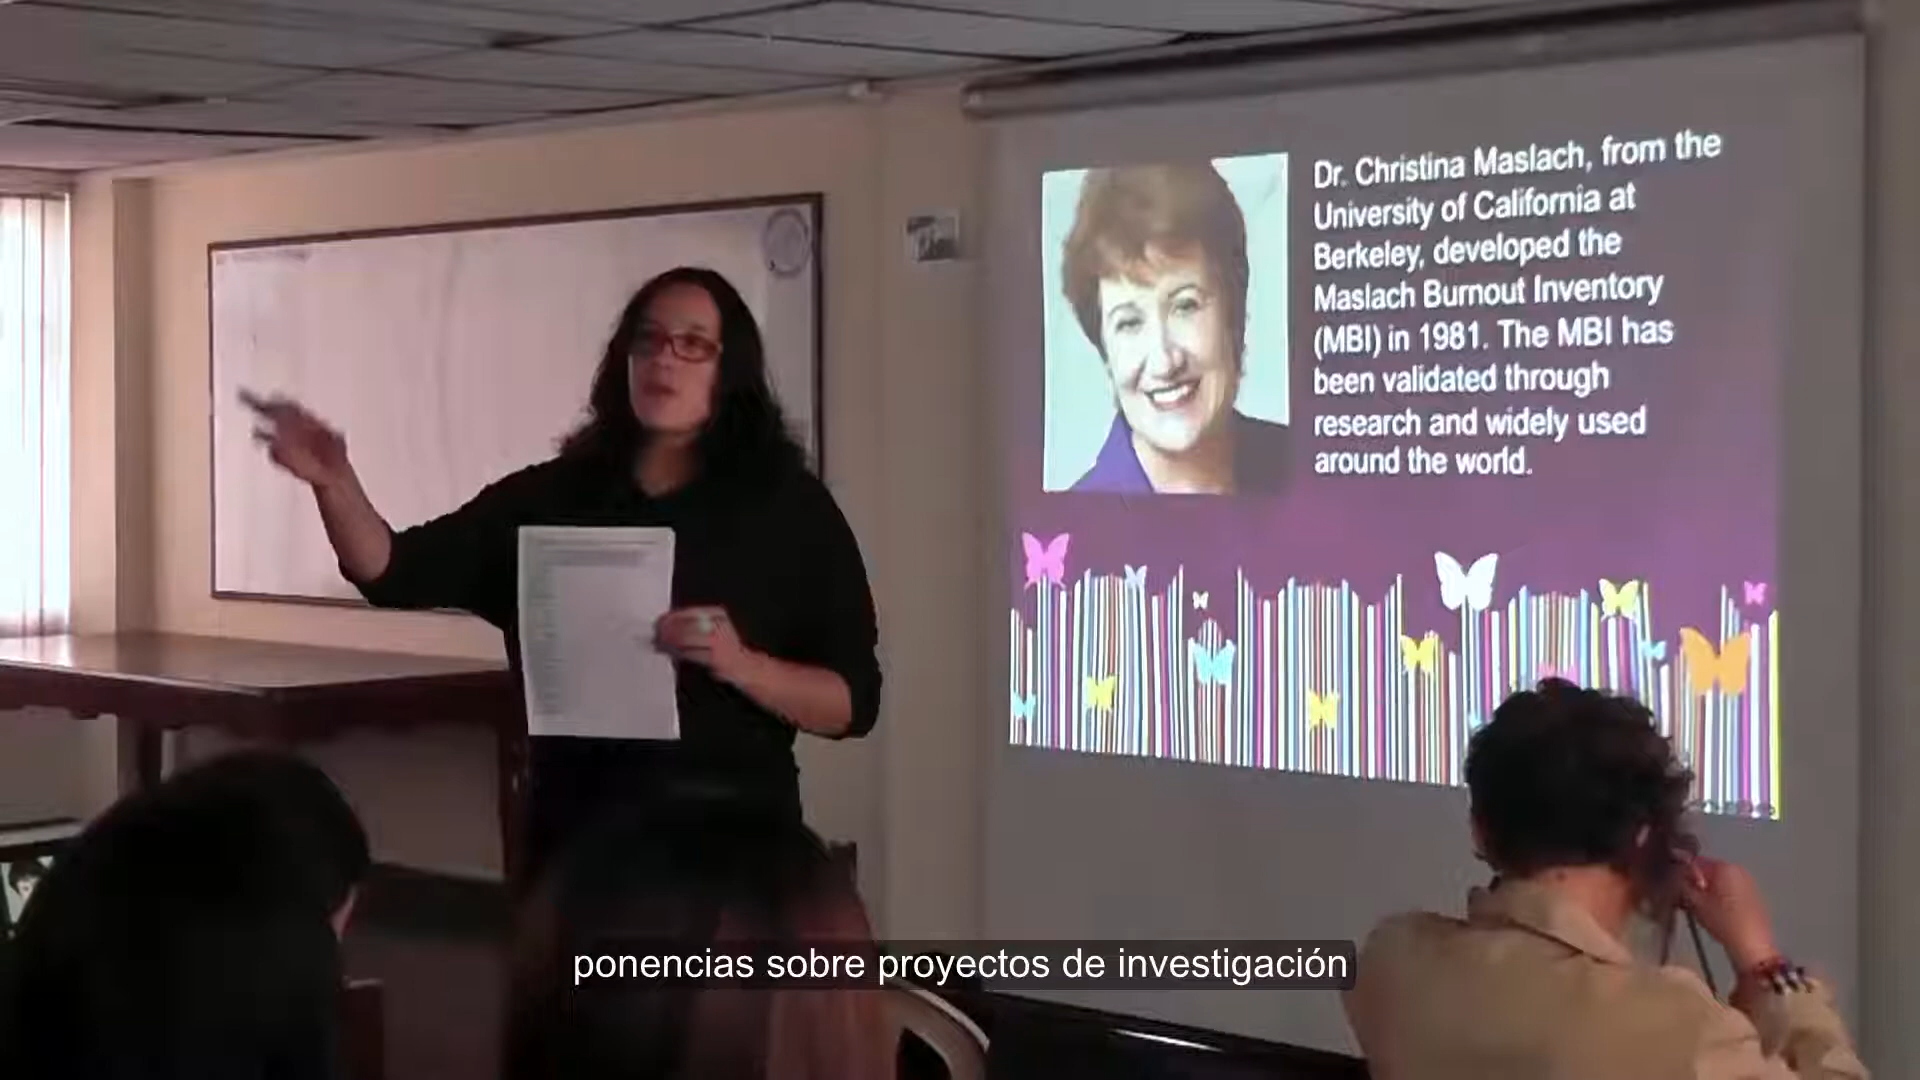 Dr. Christina Maslach, from the
University of California at
Berkeley, developed the
Maslach Burnout Inventory
(MBI) in 1981. The MBI has
been validated through
research and widely used
around the world.
ponencias sobre proyectos de investigación